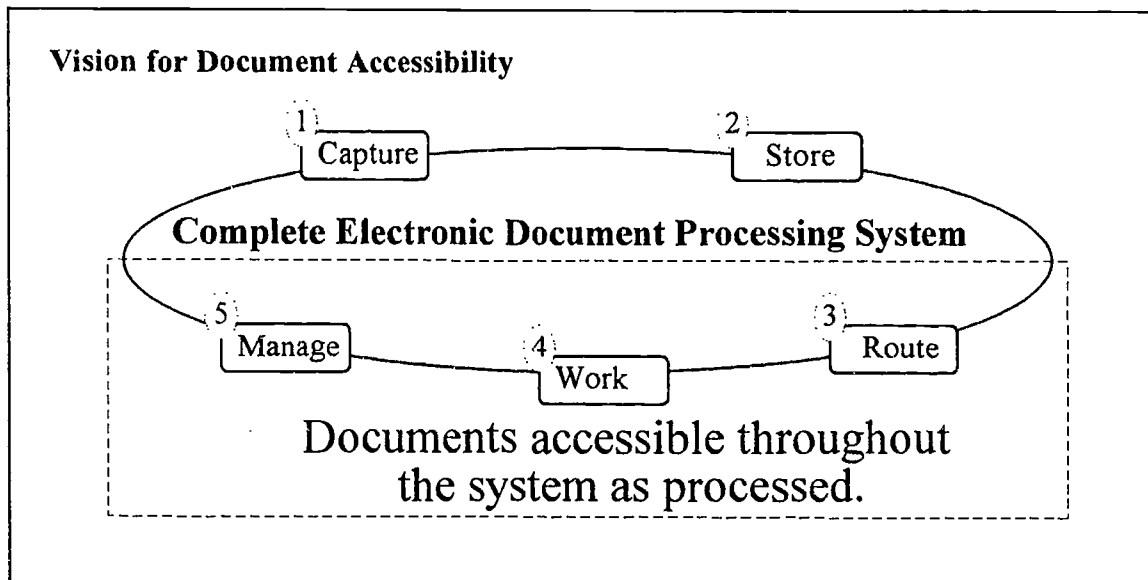 Vision for Document Accessibility
1
Capture
2
Store
Complete Electronic Document Processing System
5
Manage
4
Work
3
Route
Documents accessible throughout
the system as processed.